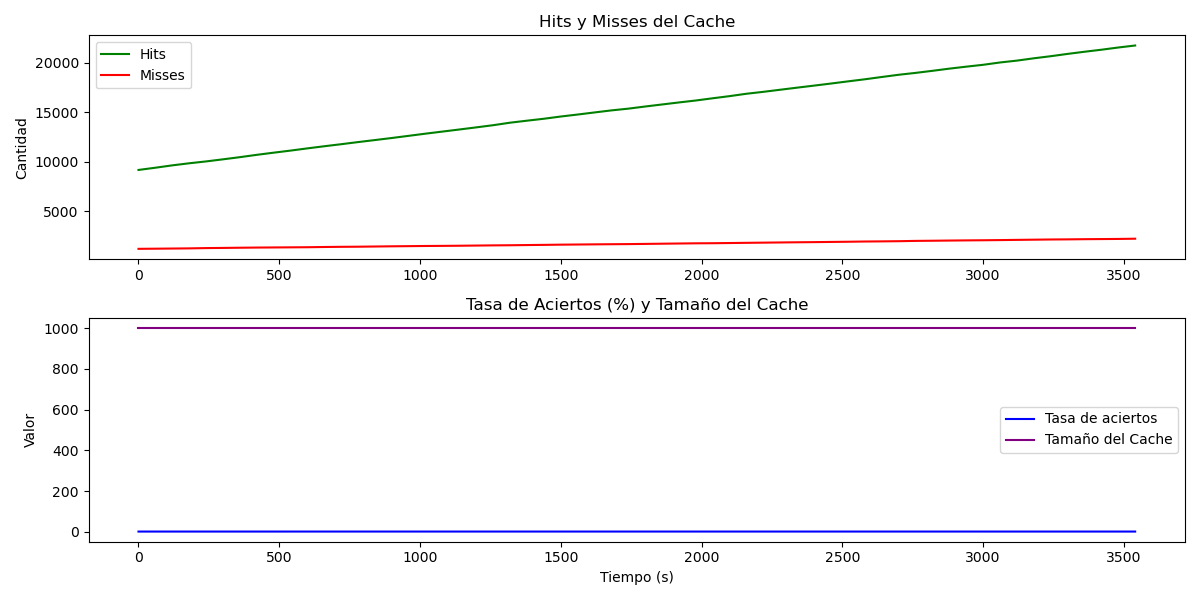 Hits y Misses del Cache
Hits
Misses
Cantidad
20000
15000
10000
5000
0 500 1000 1500 2000 2500 3000 3500
Tasa de Aciertos (%) y Tamaño del Cache
Tasa de aciertos
Tamaño del Cache
Valor
1000
800
600
400
200
0
0 500 1000 1500 2000 2500 3000 3500
Tiempo (s)